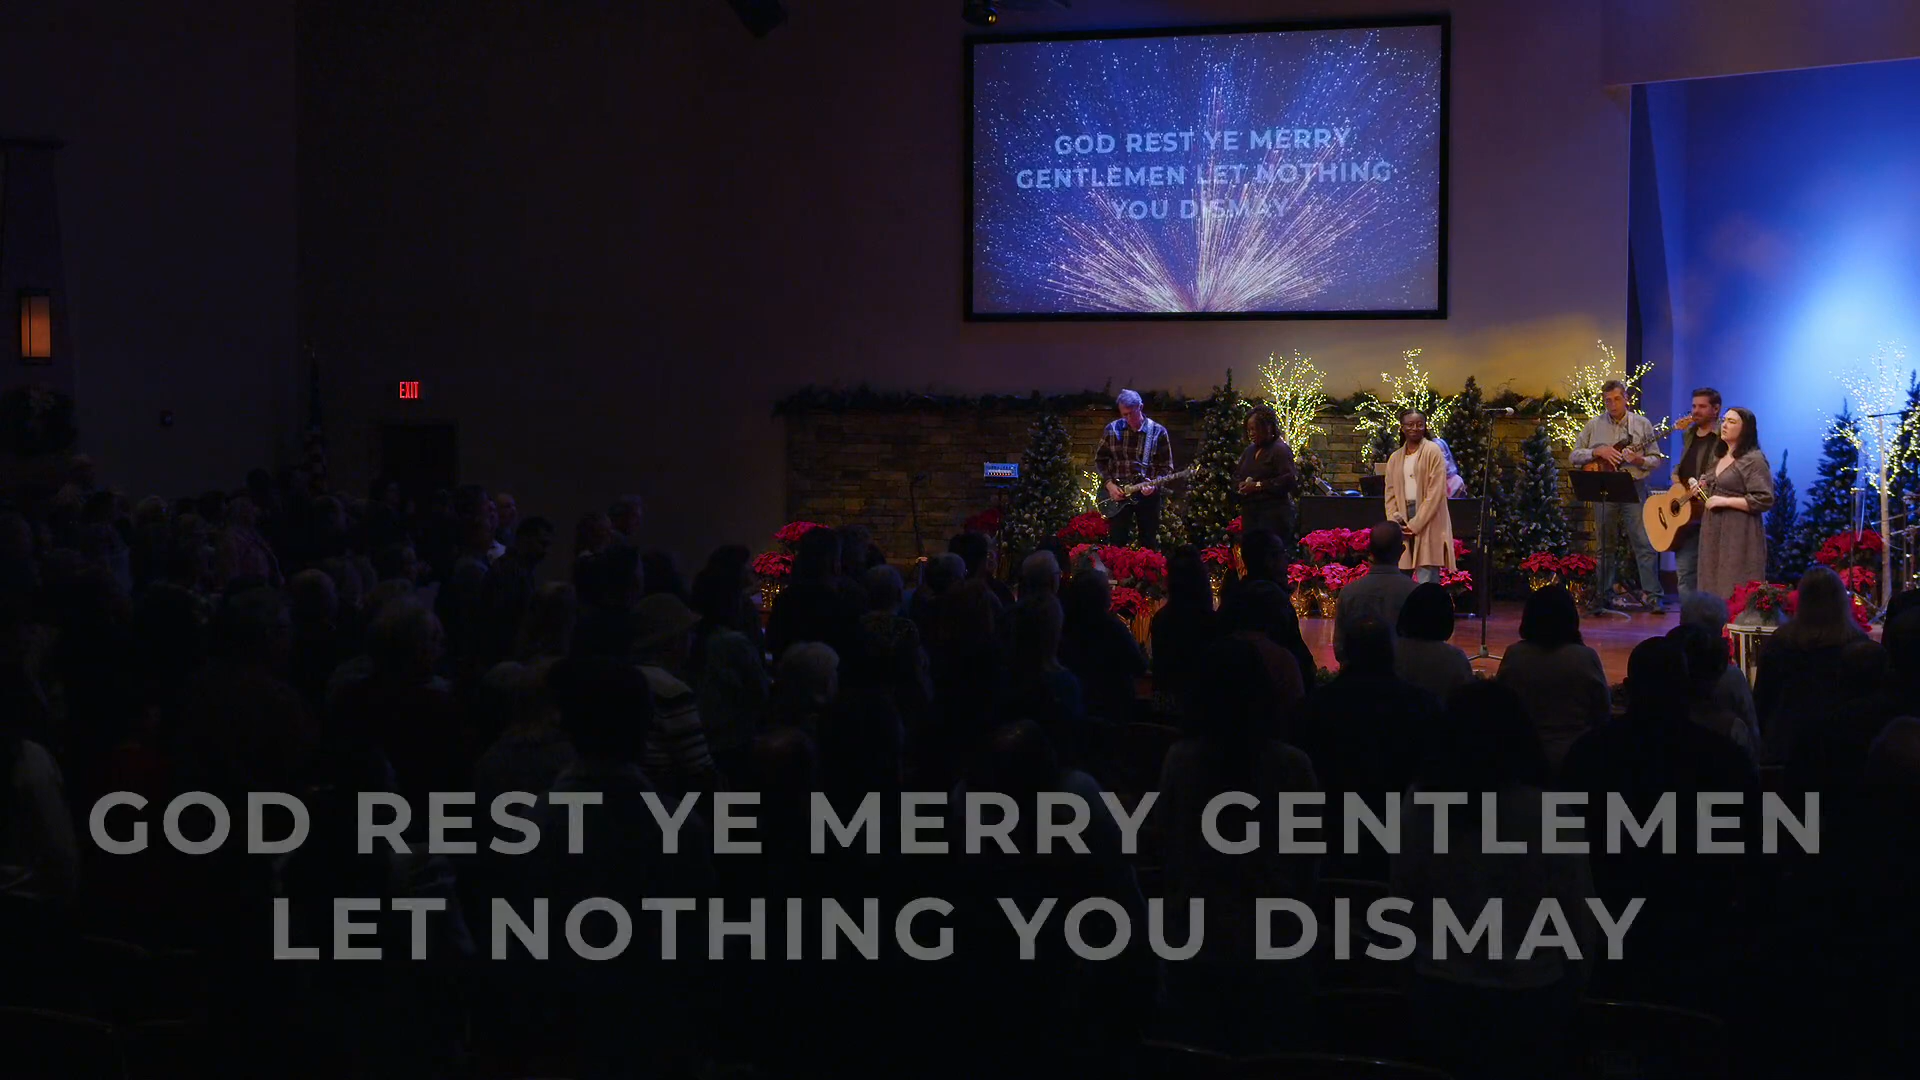 GOD REST YE MERRY
GENTLEMEN LET NOTHING
YOU DISMAY
EXIT
GOD REST YE MERRY GENTLEMEN
LET NOTHING YOU DISMAY